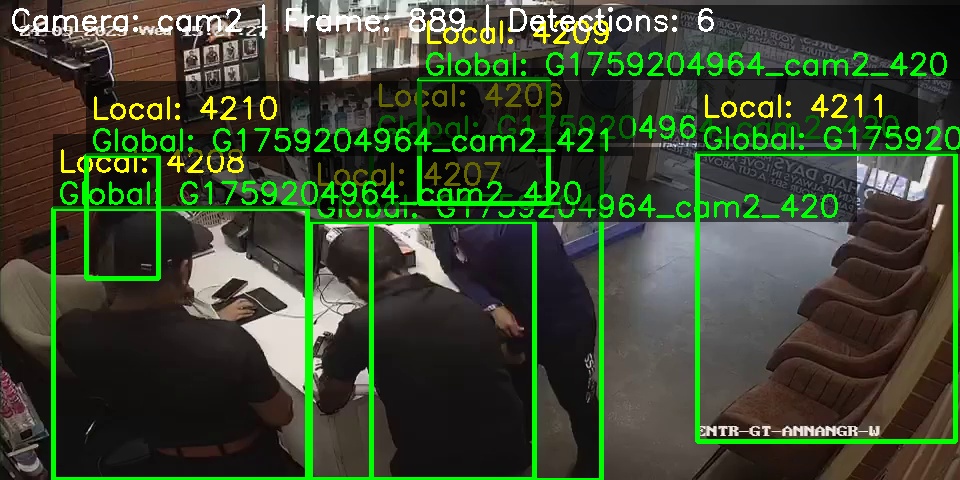 Camera: cam2 | Frame: 889 | Detections: 6
Local: 4209
Global: G1759204964_cam2_420
Local: 4206
Local: 4210
Global: G1759204964_cam2_421
Local: 4211
Global: G175920
Local: 4208
Global: G1759204964_cam2_420
Local: 4207
Global: G1759204964_cam2_420
ENTR-GT-ANNANGR-W